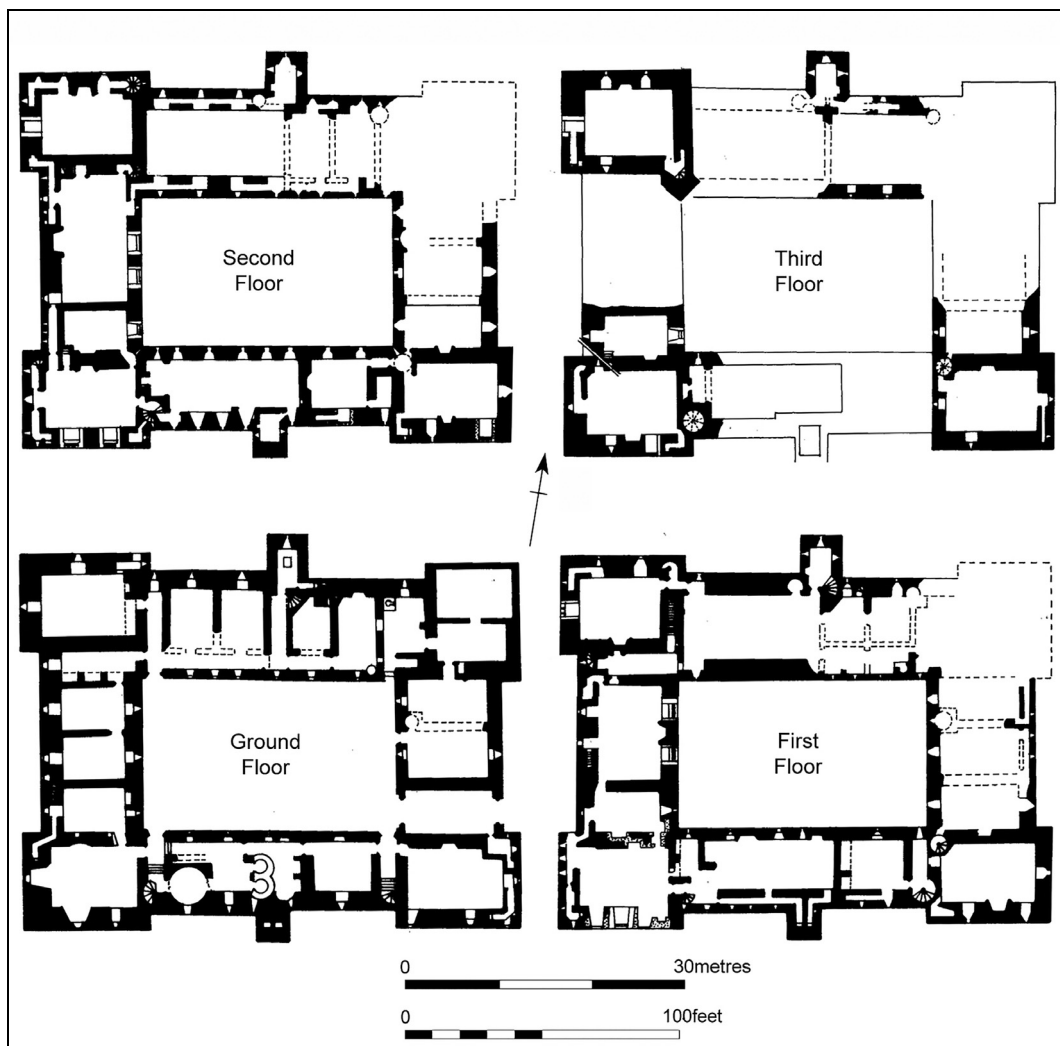 Second
Floor
Third
Floor
Ground
Floor
First
Floor
0 30metres
0 100feet